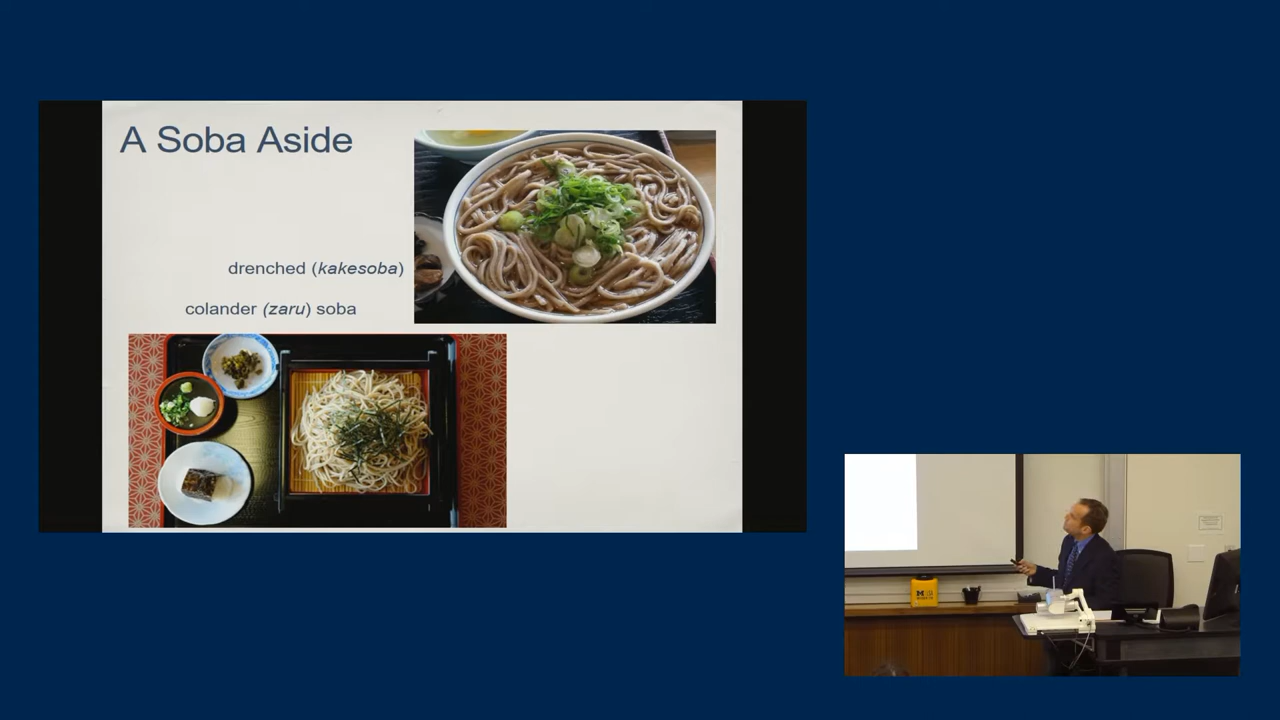 A Soba Aside
drenched (kakesoba)
colander (zaru) soba
M